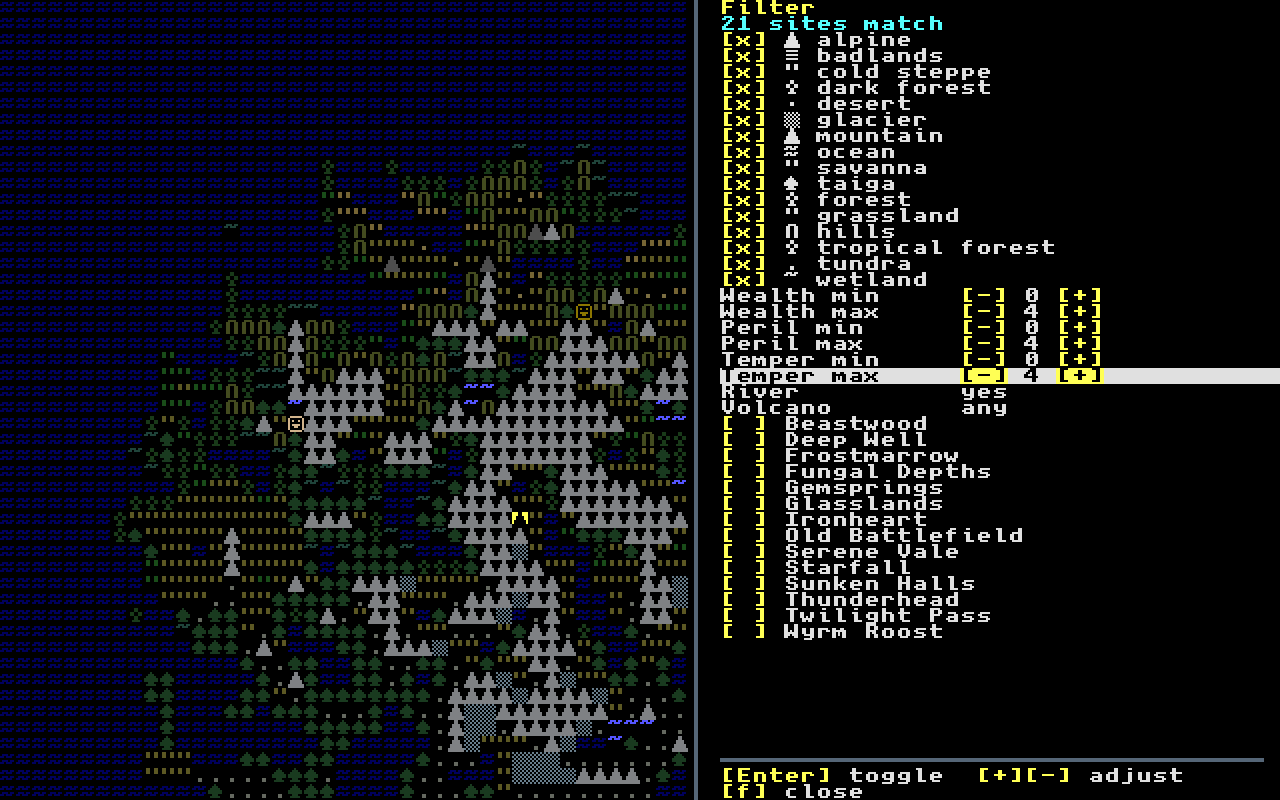 Filter
21 sites match
[x] alpine
[x] badlands
[x] cold steppe
[x] dark forest
[x] desert
[x] glacier
[x] mountain
[x] ocean
[x] savanna
[x] taiga
[x] forest
[x] grassland
[x] hills
[x] tropical forest
[x] tundra
[x] wetland
Wealth min [-] 0 [+]
Wealth max [-] 4 [+]
Peril min [-] 0 [+]
Peril max [-] 4 [+]
Temper min [-] 0 [+]
Temper max [-] 4 [+]
River yes
Volcano any
[ ] Beastwood
[ ] Deep Well
[ ] Frostmarrow
[ ] Fungal Depths
[ ] Gemsprings
[ ] Glasslands
[ ] Ironheart
[ ] Old Battlefield
[ ] Serene Vale
[ ] Starfall
[ ] Sunken Halls
[ ] Thunderhead
[ ] Twilight Pass
[ ] Wyrm Roost
[Enter] toggle [+][-] adjust
[f] close